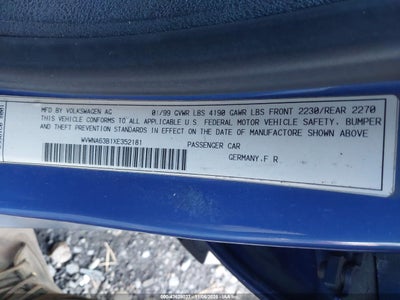 MFD BY VOLKSWAGEN AG 01/99 GVWR LBS 4190 GAWR LBS FRONT 2230/REAR 2270
THIS VEHICLE CONFORMS TO ALL APPLICABLE U S FEDERAL MOTOR VEHICLE SAFETY, BUMPER
AND THEFT PREVENTION STANDARDS IN EFFECT ON THE DATE OF MANUFACTURE SHOWN ABOVE
WVWNA63B1XE352181 PASSENGER CAR
GERMANY.F R.